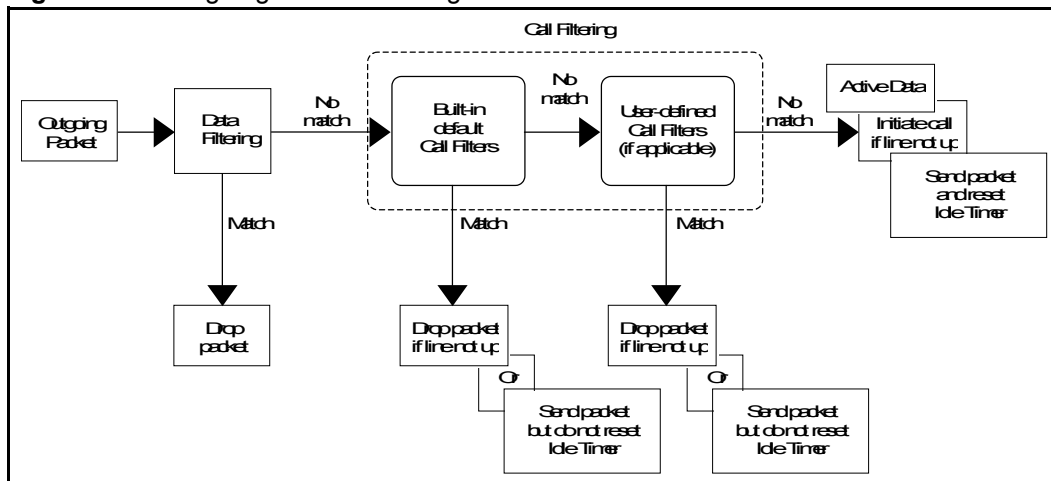 Call Filtering
Outgoing
Packet
Data
Filtering
No
match
Built-in
default
Call Filters
No
match
User-defined
Call Filters
(if applicable)
No
match
Active Data
Initiate call
if line not up
Send packet
and reset
Idle Timer
Match
Match
Match
Drop
packet
Drop packet
if line not up
Or
Send packet
but do not reset
Idle Timer
Drop packet
if line not up
Or
Send packet
but do not reset
Idle Timer